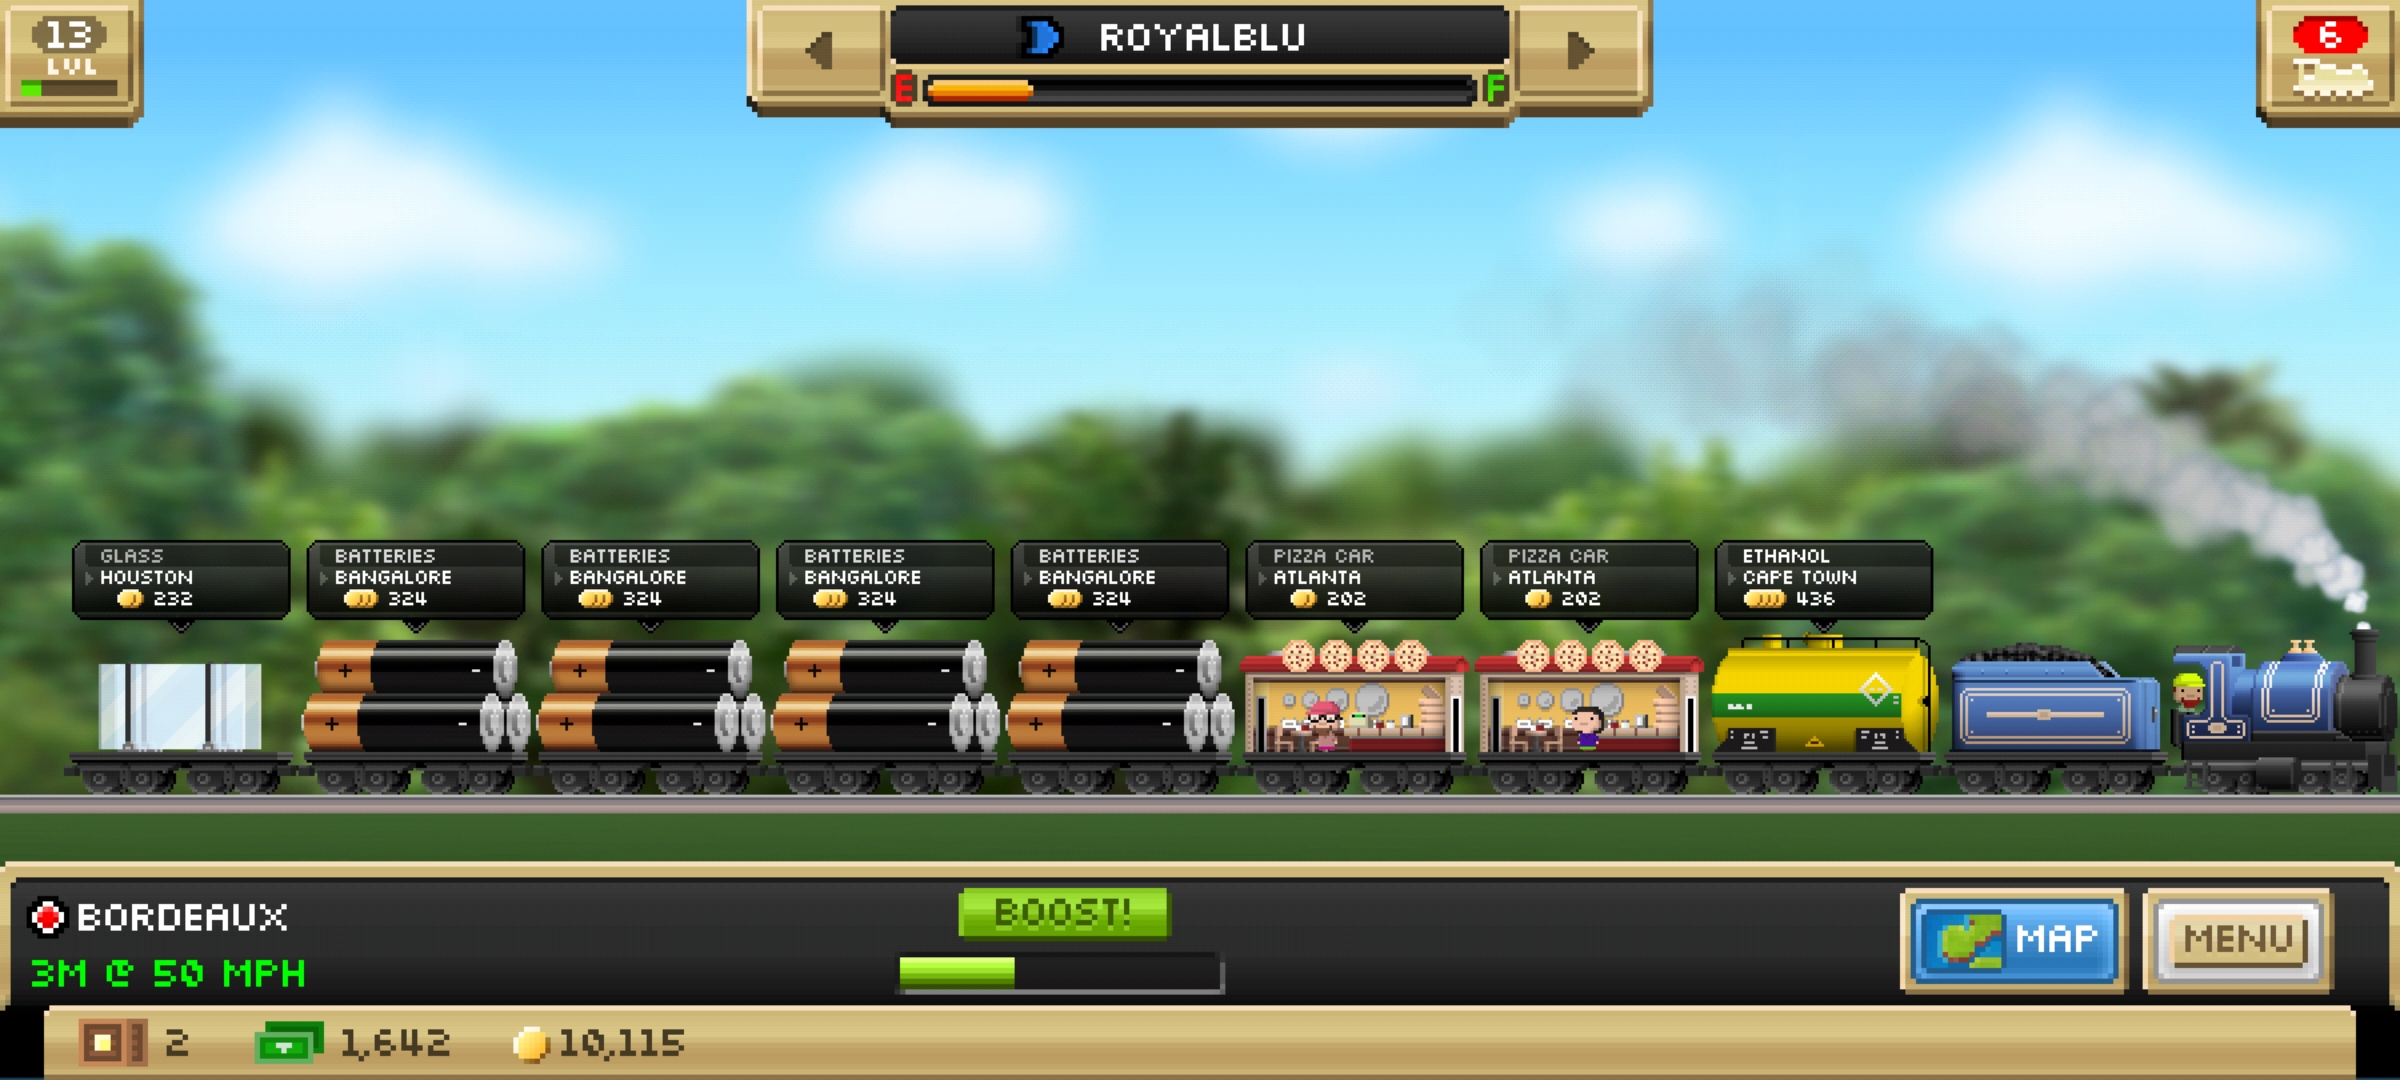 13
LVL
ROYALBLU
E F
6
GLASS
HOUSTON
232
BATTERIES
BANGALORE
324
BATTERIES
BANGALORE
324
BATTERIES
BANGALORE
324
BATTERIES
BANGALORE
324
PIZZA CAR
ATLANTA
202
PIZZA CAR
ATLANTA
202
ETHANOL
CAPE TOWN
436
BORDEAUX
3M @ 50 MPH
BOOST!
MAP
MENU
2
1,642
10,115